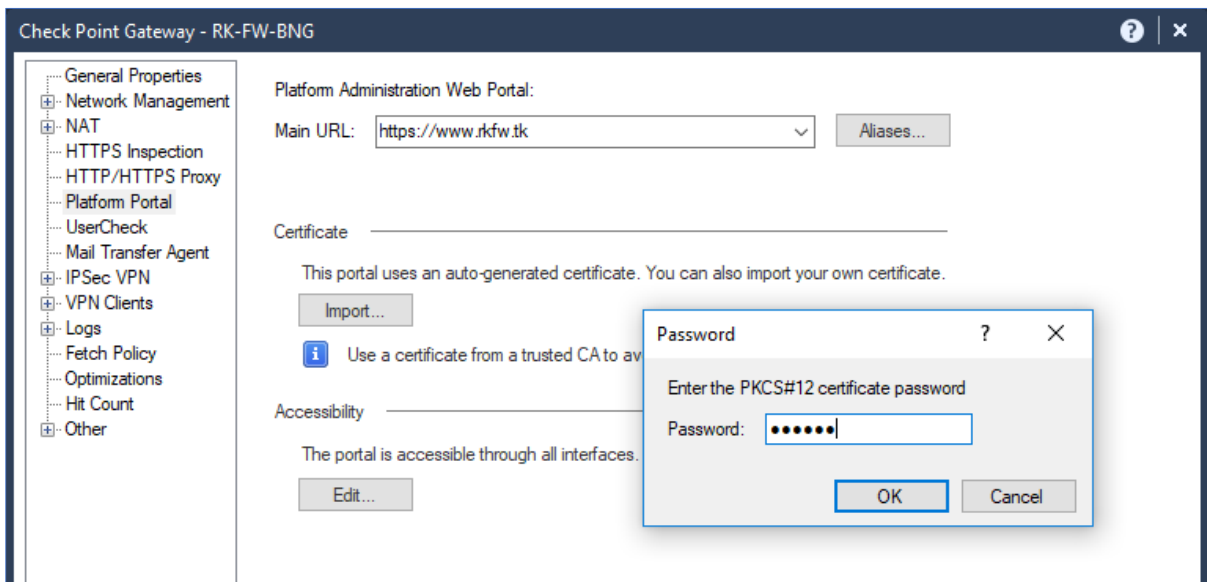 Check Point Gateway - RK-FW-BNG
General Properties
Network Management
NAT
HTTPS Inspection
HTTP/HTTPS Proxy
Platform Portal
UserCheck
Mail Transfer Agent
IPSec VPN
VPN Clients
Logs
Fetch Policy
Optimizations
Hit Count
Other
Platform Administration Web Portal:
Main URL: https://www.rkfw.tk Aliases...
Certificate
This portal uses an auto-generated certificate. You can also import your own certificate.
Import...
Use a certificate from a trusted CA to av
Accessibility
The portal is accessible through all interfaces.
Edit...
Password
Enter the PKCS#12 certificate password
Password: ••••••
OK Cancel